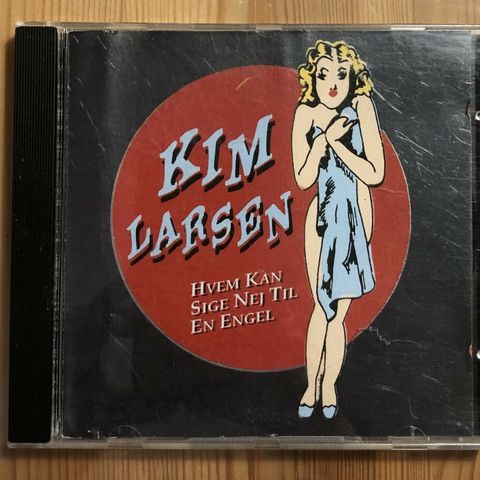 KIM
LARSEN
HVEM KAN
SIGE NEJ TIL
EN ENGEL